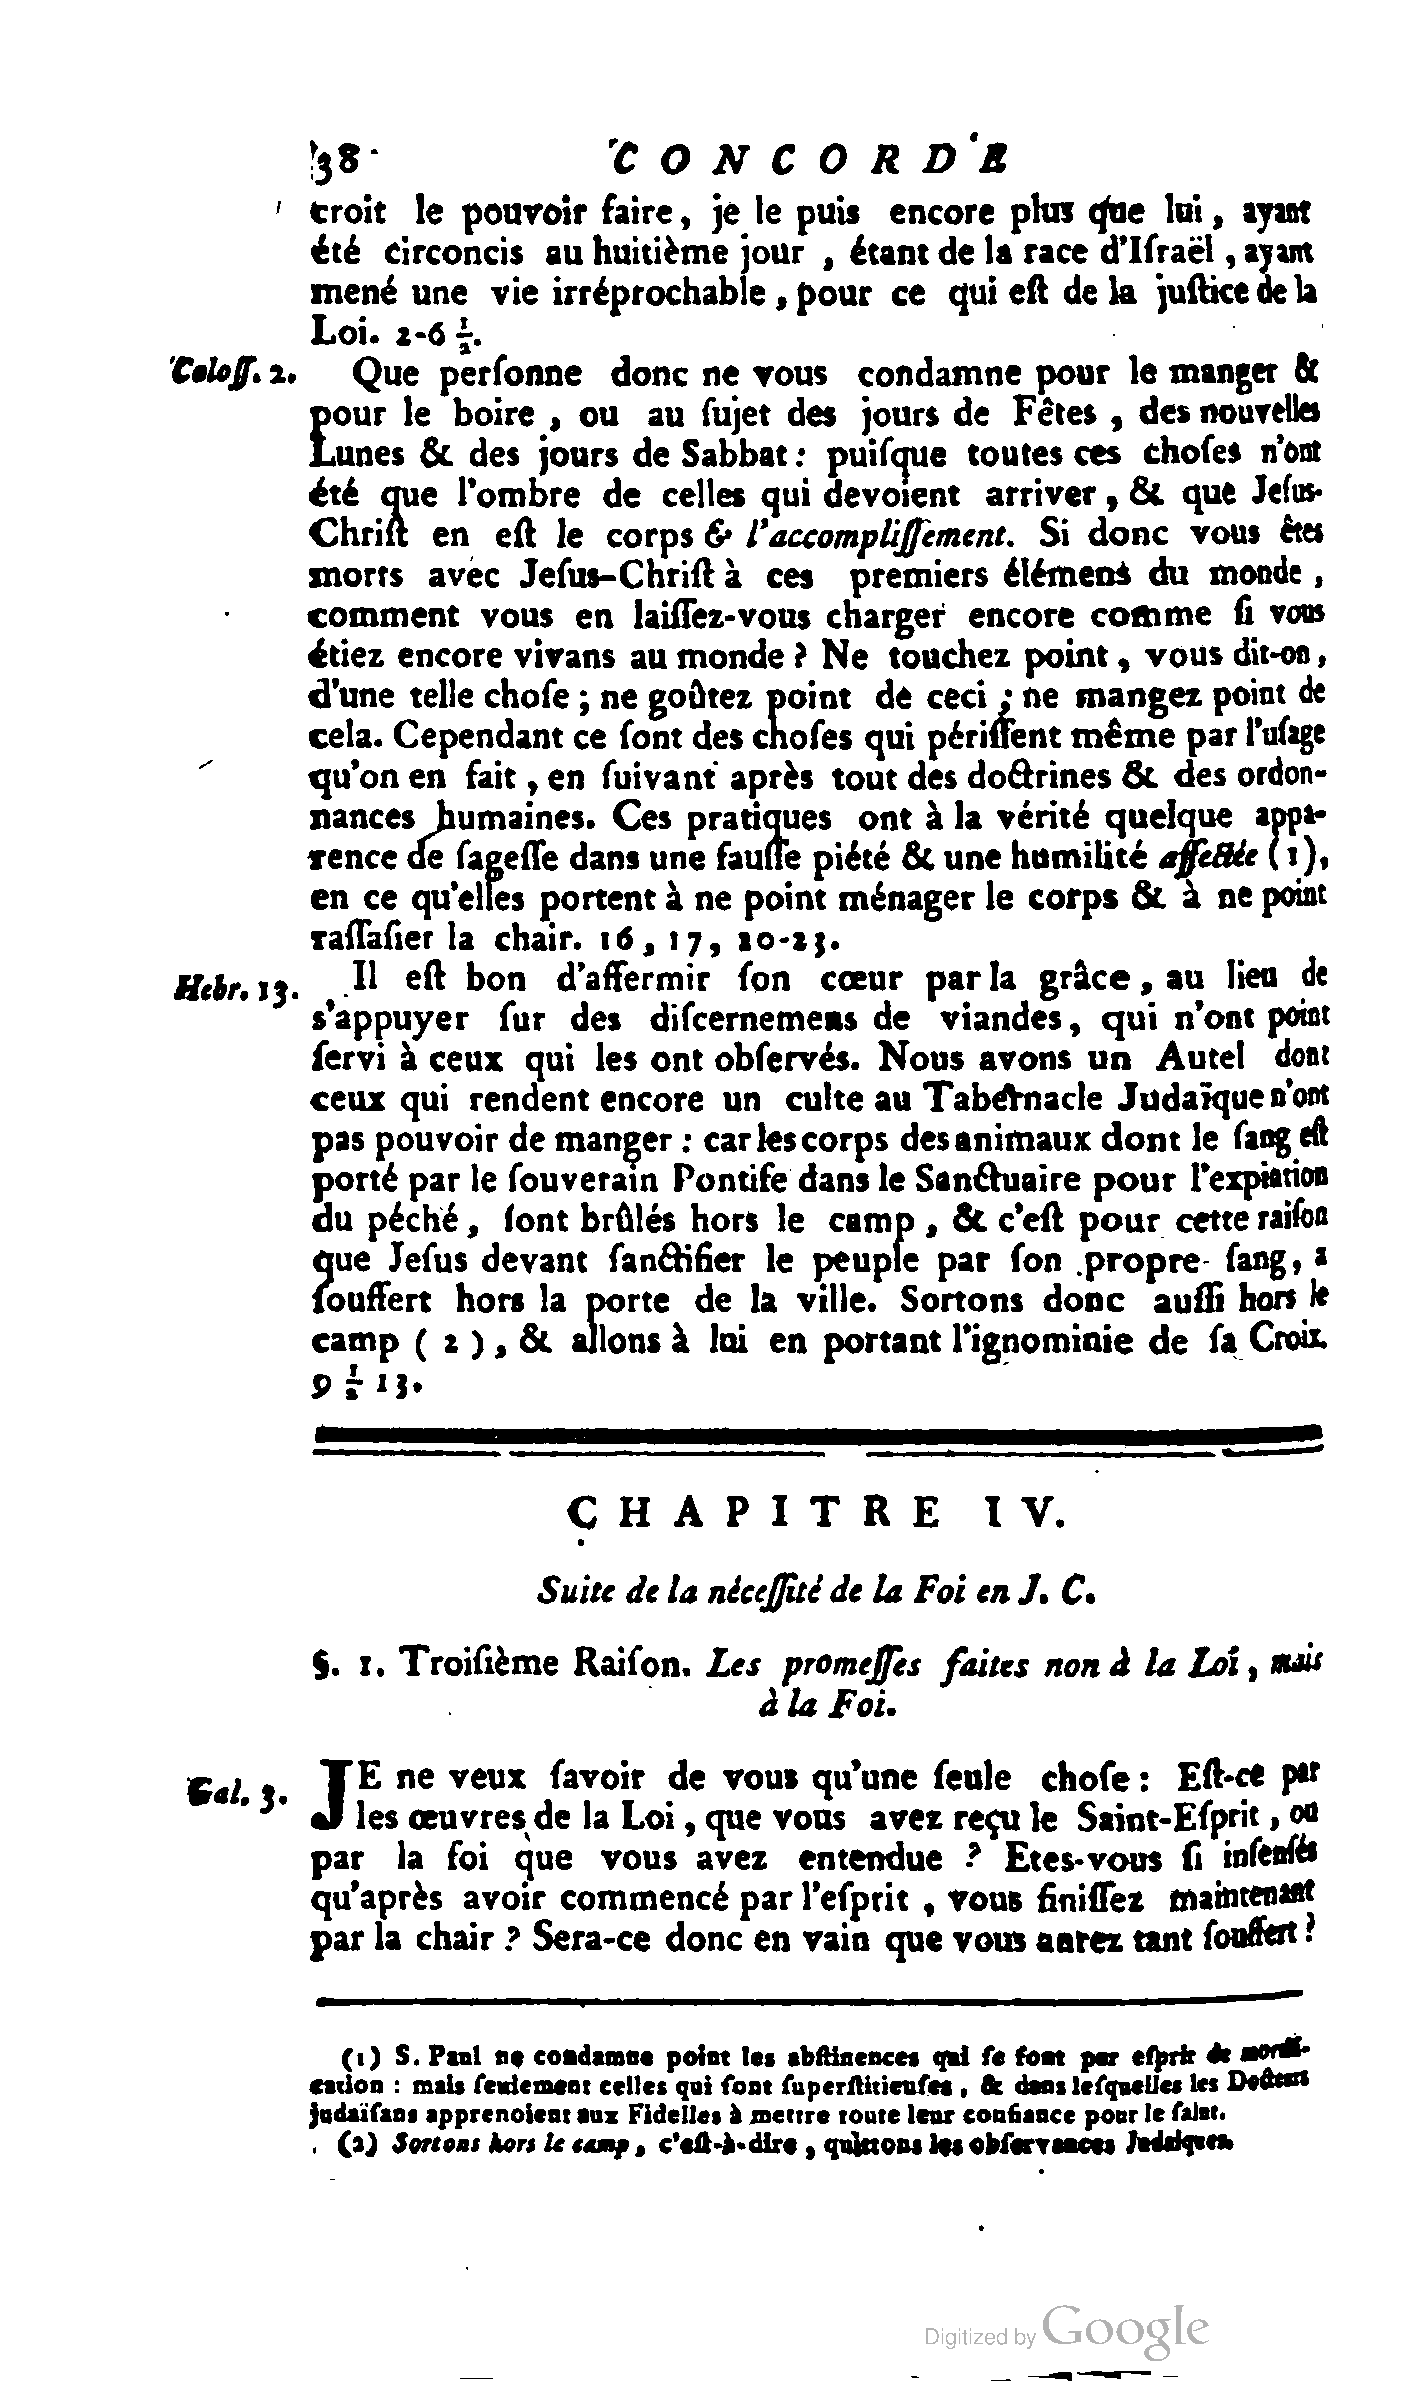 38 CONCORDE
croit le pouvoir faire, je le puis encore plus que lui, ayant
été circoncis au huitième jour, étant de la race d'Iſraël, ayant
mené une vie irréprochable, pour ce qui eſt de la juſtice de la
Loi. 2-6 ½.
Coloſſ. 2. Que perſonne donc ne vous condamne pour le manger &
pour le boire, ou au ſujet des jours de Fêtes, des nouvelles
Lunes & des jours de Sabbat: puiſque toutes ces choſes n'ont
été que l'ombre de celles qui devoient arriver, & que Jeſus-
Chriſt en eſt le corps & l'accompliſſement. Si donc vous êtes
morts avec Jeſus-Chriſt à ces premiers élémens du monde,
comment vous en laiſſez-vous charger encore comme ſi vous
étiez encore vivans au monde? Ne touchez point, vous dit-on,
d'une telle choſe; ne goûtez point de ceci; ne mangez point de
cela. Cependant ce ſont des choſes qui périſſent même par l'uſage
qu'on en fait, en ſuivant après tout des doctrines & des ordon-
nances humaines. Ces pratiques ont à la vérité quelque appa-
rence de ſageſſe dans une fauſſe piété & une humilité affectée (1),
en ce qu'elles portent à ne point ménager le corps & à ne point
raſſaſier la chair. 16, 17, 20-23.
Hebr. 13. Il eſt bon d'affermir ſon cœur par la grâce, au lieu de
s'appuyer ſur des diſcernemens de viandes, qui n'ont point
ſervi à ceux qui les ont obſervés. Nous avons un Autel dont
ceux qui rendent encore un culte au Tabernacle Judaïque n'ont
pas pouvoir de manger: car les corps des animaux dont le ſang eſt
porté par le ſouverain Pontife dans le Sanctuaire pour l'expiation
du péché, ſont brûlés hors le camp, & c'eſt pour cette raiſon
que Jeſus devant ſanctifier le peuple par ſon propre ſang, a
ſouffert hors la porte de la ville. Sortons donc auſſi hors le
camp (2), & allons à lui en portant l'ignominie de ſa Croix.
9 ½ 13.
CHAPITRE IV.
Suite de la néceſſité de la Foi en J. C.
§. 1. Troiſième Raiſon. Les promeſſes faites non à la Loi, mais
à la Foi.
Gal. 3. JE ne veux ſavoir de vous qu'une ſeule choſe: Eſt-ce par
les œuvres de la Loi, que vous avez reçu le Saint-Eſprit, ou
par la foi que vous avez entendue? Etes-vous ſi inſenſés
qu'après avoir commencé par l'eſprit, vous finiſſez maintenant
par la chair? Sera-ce donc en vain que vous aurez tant ſouffert?
(1) S. Paul ne condamne point les abſtinences qui ſe font par eſprit de mortifi-
cation: mais ſeulement celles qui ſont ſuperſtitieuſes, & dans leſquelles les Docteurs
judaïſans apprenoient aux Fidelles à mettre toute leur confiance pour le ſalut.
(2) Sortons hors le camp, c'eſt-à-dire, quittons les obſervances Judaïques.
Digitized by Google